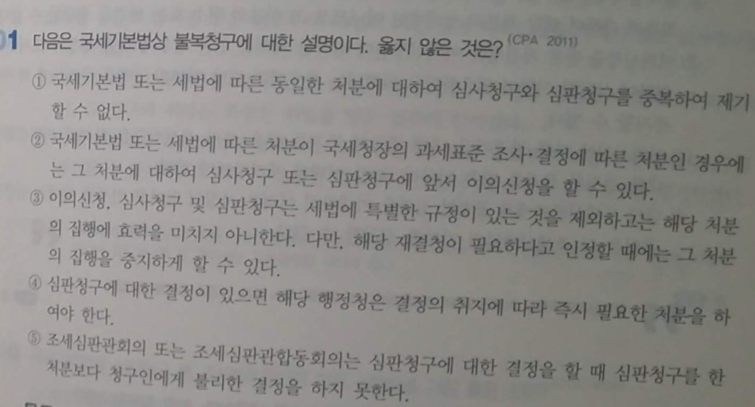 01 다음은 국세기본법상 불복청구에 대한 설명이다. 옳지 않은 것은? (CPA 2011)
① 국세기본법 또는 세법에 따른 동일한 처분에 대하여 심사청구와 심판청구를 중복하여 제기
할 수 없다.
② 국세기본법 또는 세법에 따른 처분이 국세청장의 과세표준 조사·결정에 따른 처분인 경우에
는 그 처분에 대하여 심사청구 또는 심판청구에 앞서 이의신청을 할 수 있다.
③ 이의신청, 심사청구 및 심판청구는 세법에 특별한 규정이 있는 것을 제외하고는 해당 처분
의 집행에 효력을 미치지 아니한다. 다만, 해당 재결청이 필요하다고 인정할 때에는 그 처분
의 집행을 중지하게 할 수 있다.
④ 심판청구에 대한 결정이 있으면 해당 행정청은 결정의 취지에 따라 즉시 필요한 처분을 하
여야 한다.
⑤ 조세심판관회의 또는 조세심판관합동회의는 심판청구에 대한 결정을 할 때 심판청구를 한
처분보다 청구인에게 불리한 결정을 하지 못한다.